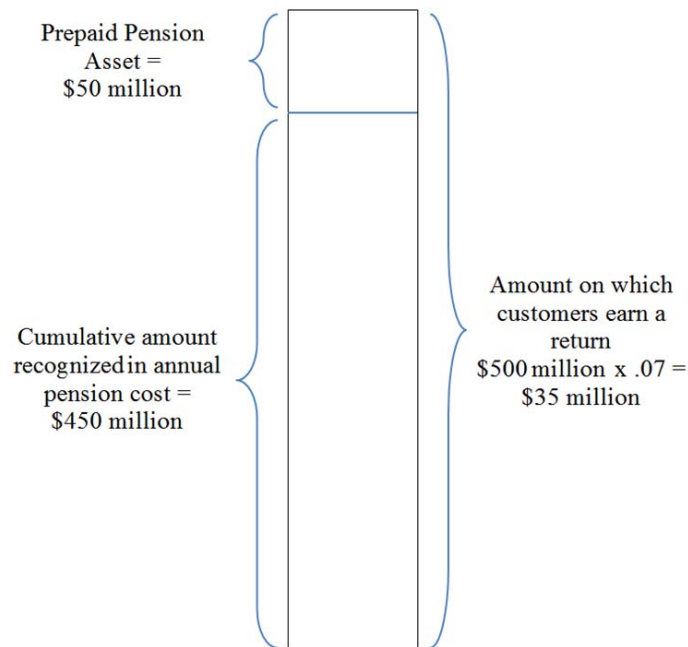 Prepaid Pension
Asset =
$50 million
Cumulative amount
recognized in annual
pension cost =
$450 million
Amount on which
customers earn a
return
$500 million x .07 =
$35 million